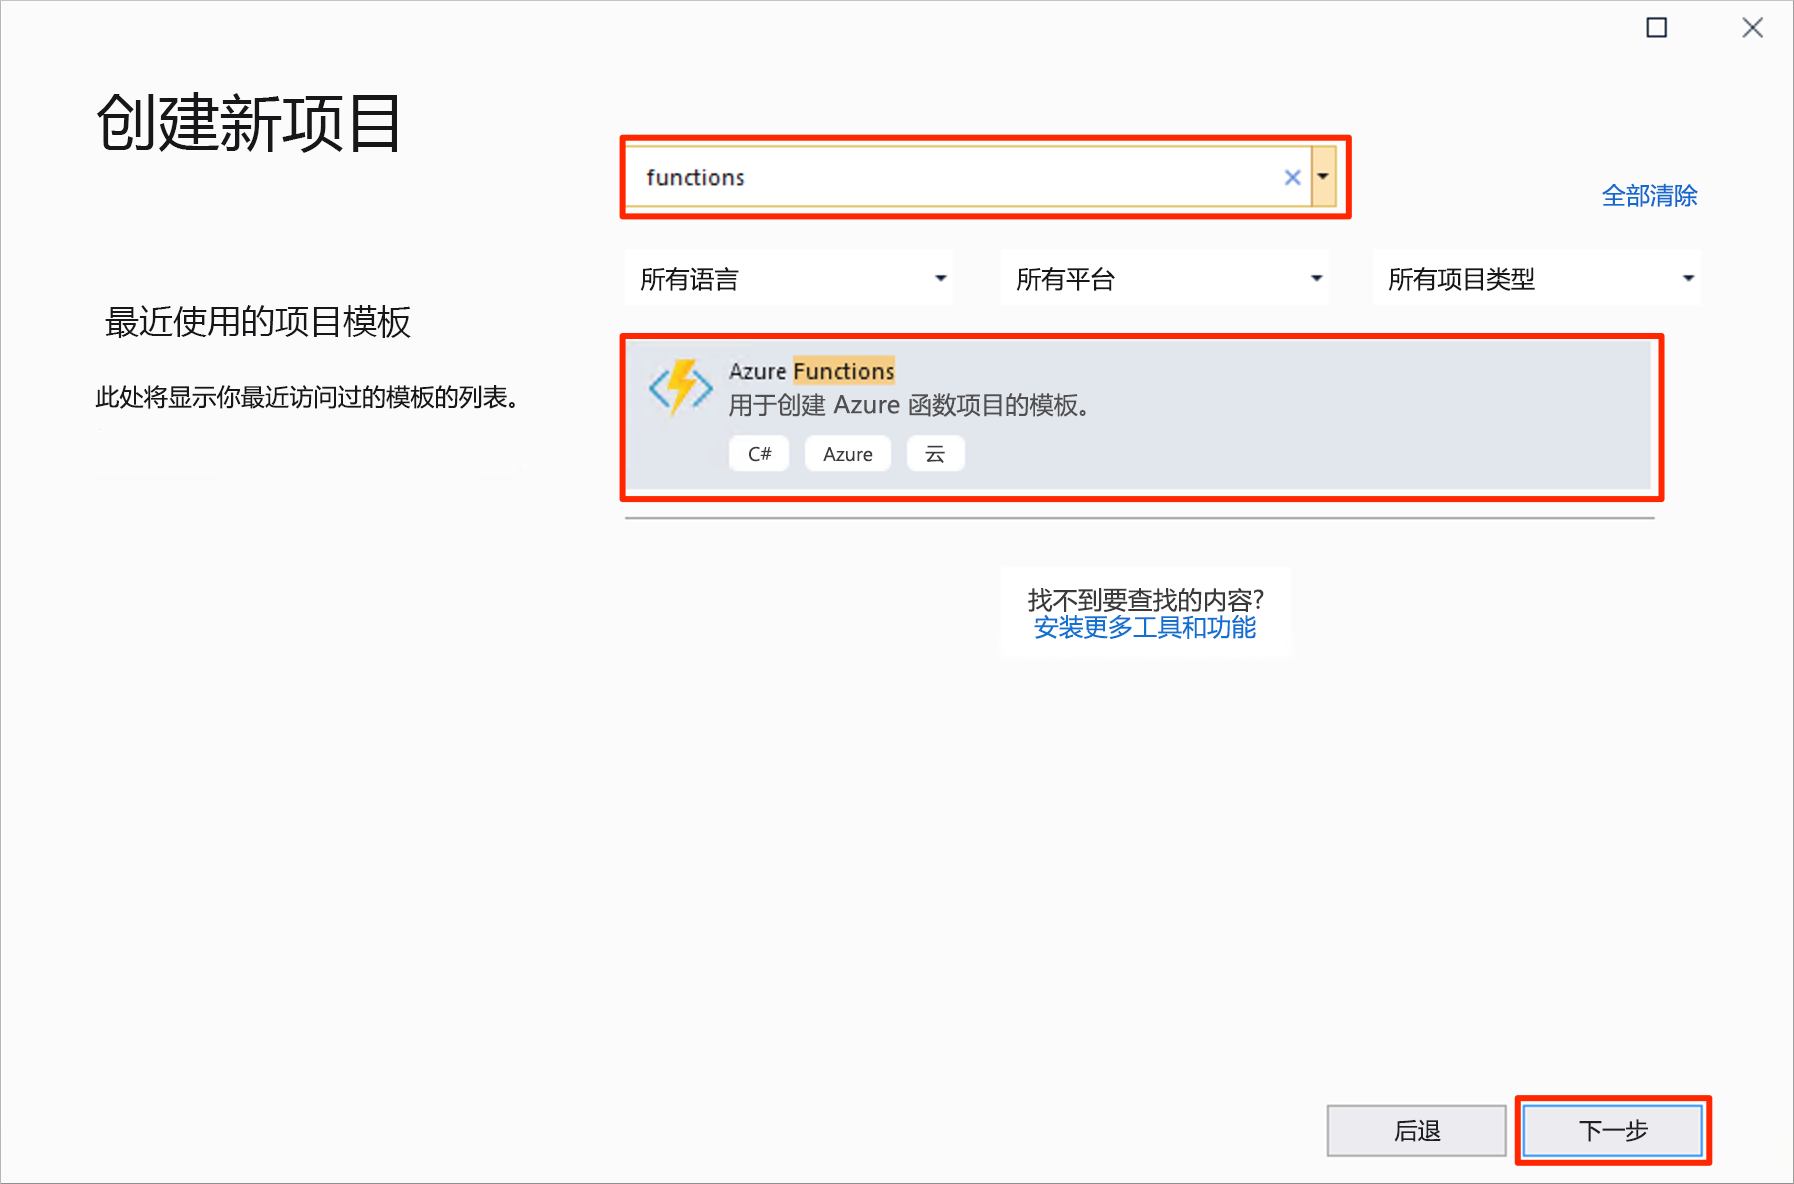 创建新项目
functions
全部清除
所有语言
所有平台
所有项目类型
最近使用的项目模板
此处将显示你最近访问过的模板的列表。
Azure Functions
用于创建 Azure 函数项目的模板。
C#
Azure
云
找不到要查找的内容?
安装更多工具和功能
后退
下一步